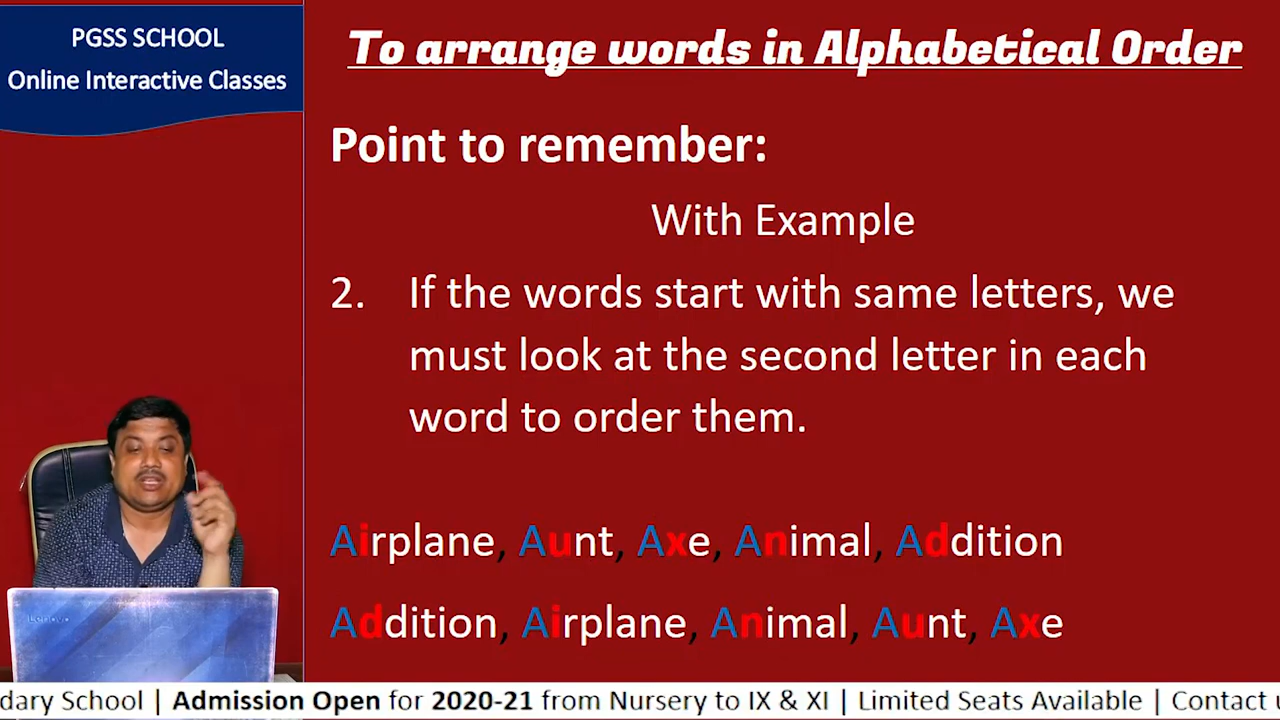 PGSS SCHOOL
Online Interactive Classes
To arrange words in Alphabetical Order
Point to remember:
With Example
2. If the words start with same letters, we
must look at the second letter in each
word to order them.
Airplane, Aunt, Axe, Animal, Addition
Addition, Airplane, Animal, Aunt, Axe
Lenovo
dary School | Admission Open for 2020-21 from Nursery to IX & XI | Limited Seats Available | Contact